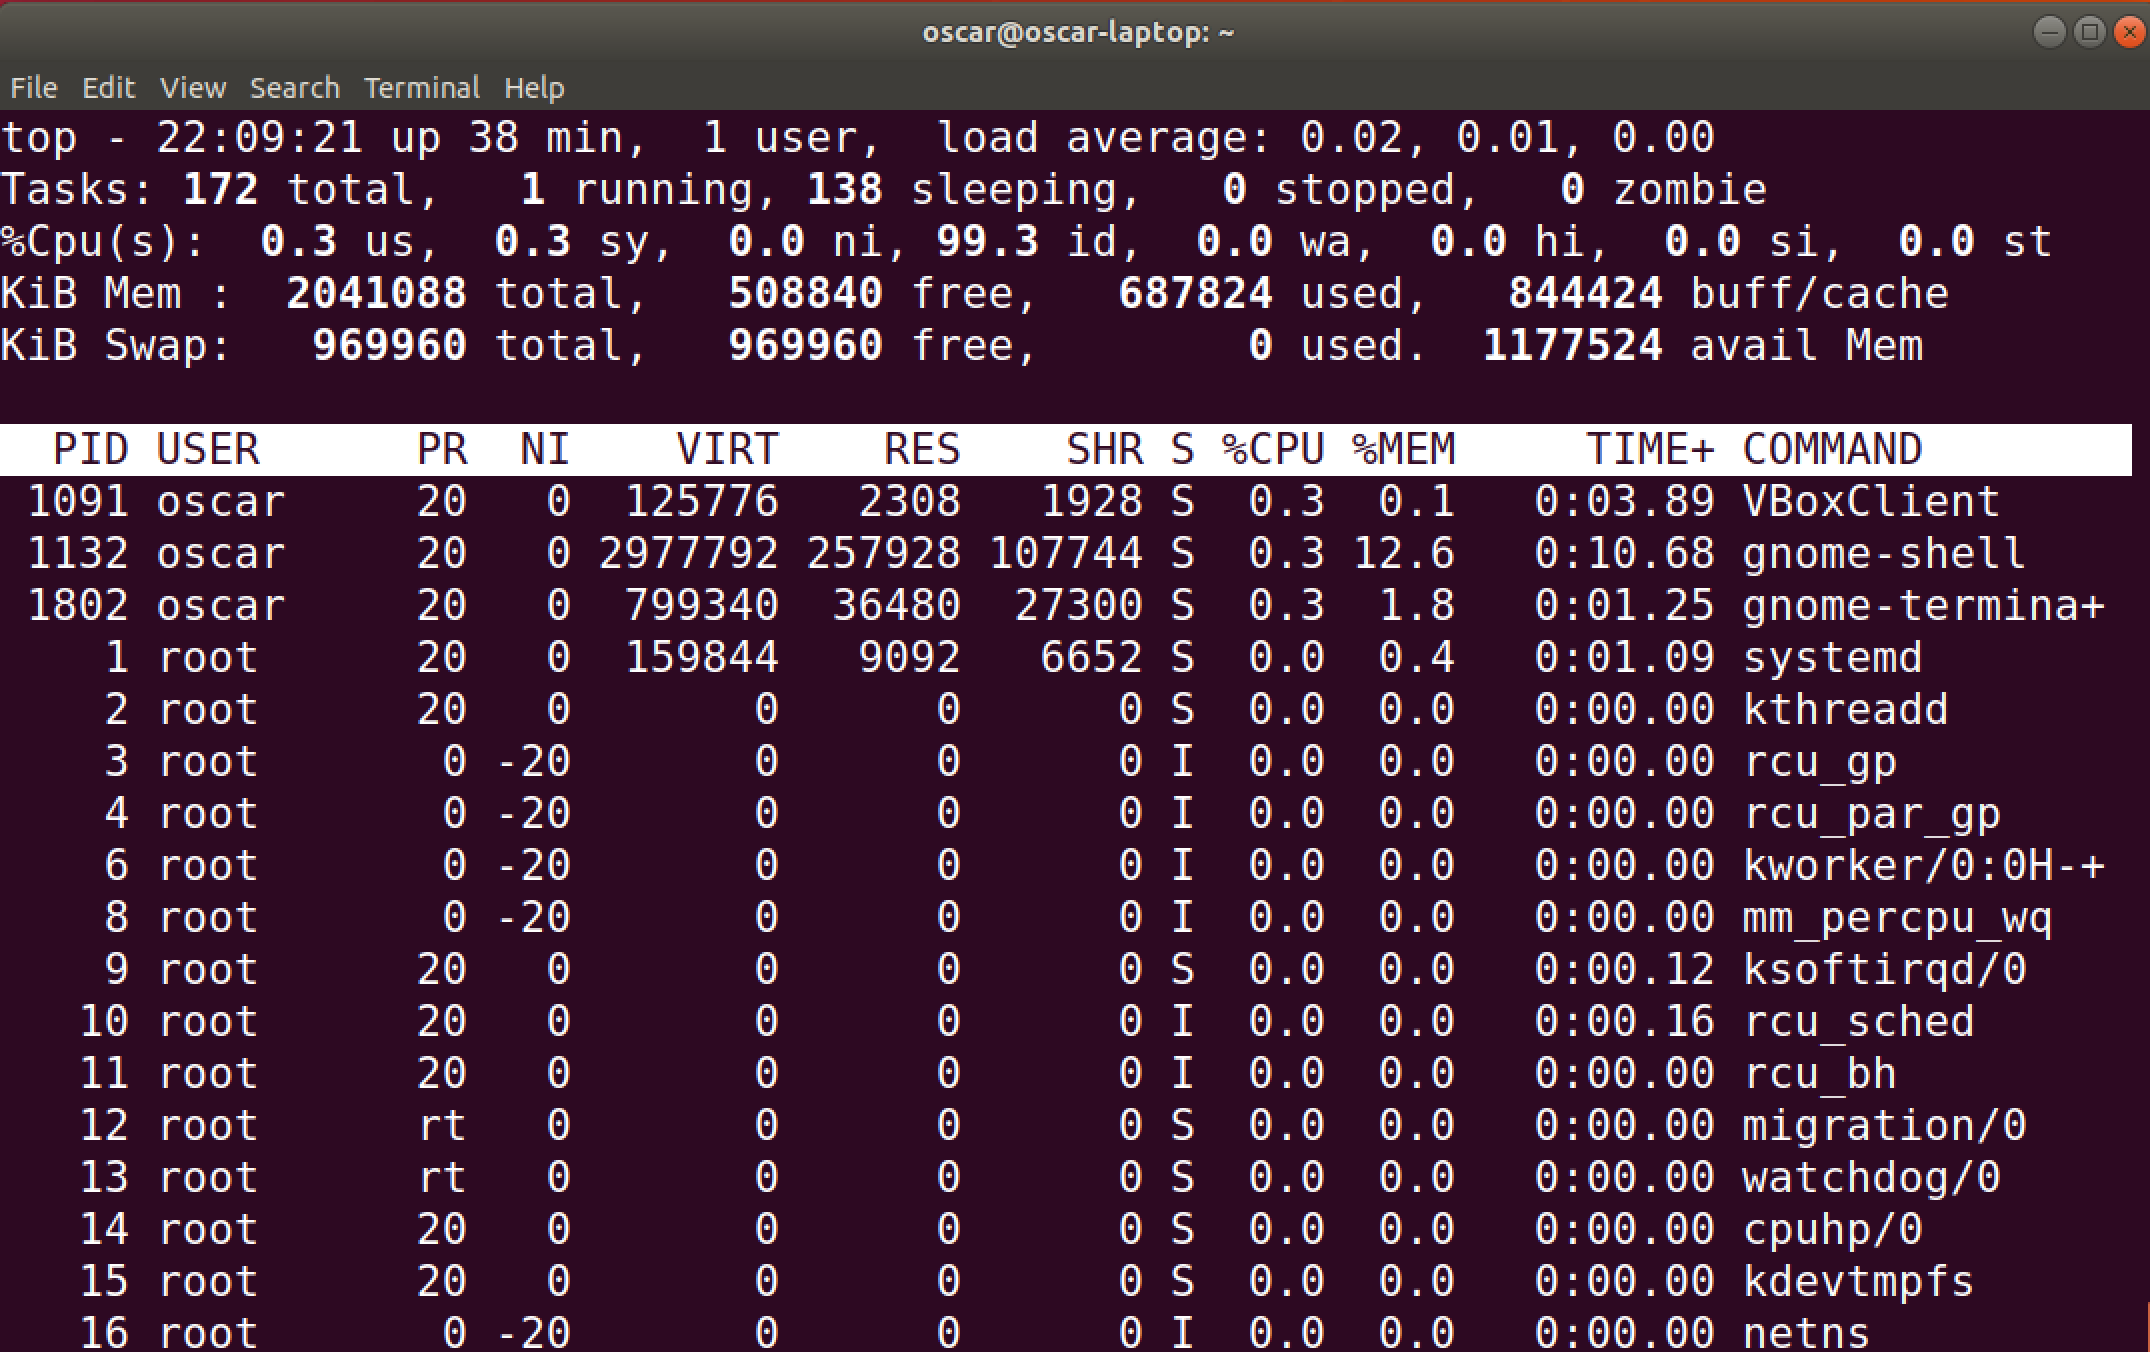 oscar@oscar-laptop: ~
File Edit View Search Terminal Help
top - 22:09:21 up 38 min,  1 user,  load average: 0.02, 0.01, 0.00
Tasks: 172 total,   1 running, 138 sleeping,   0 stopped,   0 zombie
%Cpu(s):  0.3 us,  0.3 sy,  0.0 ni, 99.3 id,  0.0 wa,  0.0 hi,  0.0 si,  0.0 st
KiB Mem :  2041088 total,   508840 free,   687824 used,   844424 buff/cache
KiB Swap:   969960 total,   969960 free,        0 used.  1177524 avail Mem
  PID USER      PR  NI    VIRT    RES    SHR S %CPU %MEM     TIME+ COMMAND
 1091 oscar     20   0  125776   2308   1928 S  0.3  0.1   0:03.89 VBoxClient
 1132 oscar     20   0 2977792 257928 107744 S  0.3 12.6   0:10.68 gnome-shell
 1802 oscar     20   0  799340  36480  27300 S  0.3  1.8   0:01.25 gnome-termina+
    1 root      20   0  159844   9092   6652 S  0.0  0.4   0:01.09 systemd
    2 root      20   0       0      0      0 S  0.0  0.0   0:00.00 kthreadd
    3 root       0 -20       0      0      0 I  0.0  0.0   0:00.00 rcu_gp
    4 root       0 -20       0      0      0 I  0.0  0.0   0:00.00 rcu_par_gp
    6 root       0 -20       0      0      0 I  0.0  0.0   0:00.00 kworker/0:0H-+
    8 root       0 -20       0      0      0 I  0.0  0.0   0:00.00 mm_percpu_wq
    9 root      20   0       0      0      0 S  0.0  0.0   0:00.12 ksoftirqd/0
   10 root      20   0       0      0      0 I  0.0  0.0   0:00.16 rcu_sched
   11 root      20   0       0      0      0 I  0.0  0.0   0:00.00 rcu_bh
   12 root      rt   0       0      0      0 S  0.0  0.0   0:00.00 migration/0
   13 root      rt   0       0      0      0 S  0.0  0.0   0:00.00 watchdog/0
   14 root      20   0       0      0      0 S  0.0  0.0   0:00.00 cpuhp/0
   15 root      20   0       0      0      0 S  0.0  0.0   0:00.00 kdevtmpfs
   16 root       0 -20       0      0      0 I  0.0  0.0   0:00.00 netns